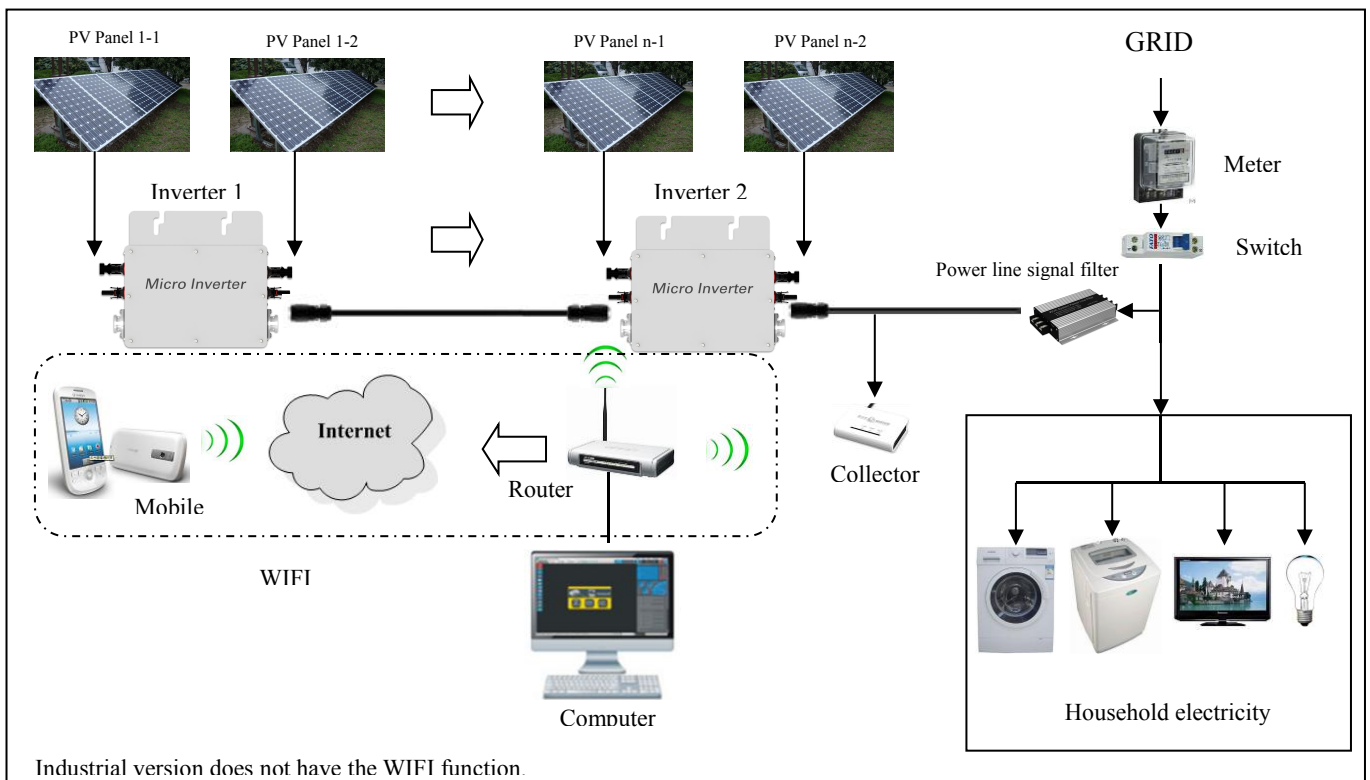 PV Panel 1-1
PV Panel 1-2
PV Panel n-1
PV Panel n-2
GRID
Meter
Inverter 1
Inverter 2
Switch
Micro Inverter
Micro Inverter
Power line signal filter
Internet
Mobile
Router
Collector
WIFI
Computer
Household electricity
Industrial version does not have the WIFI function.